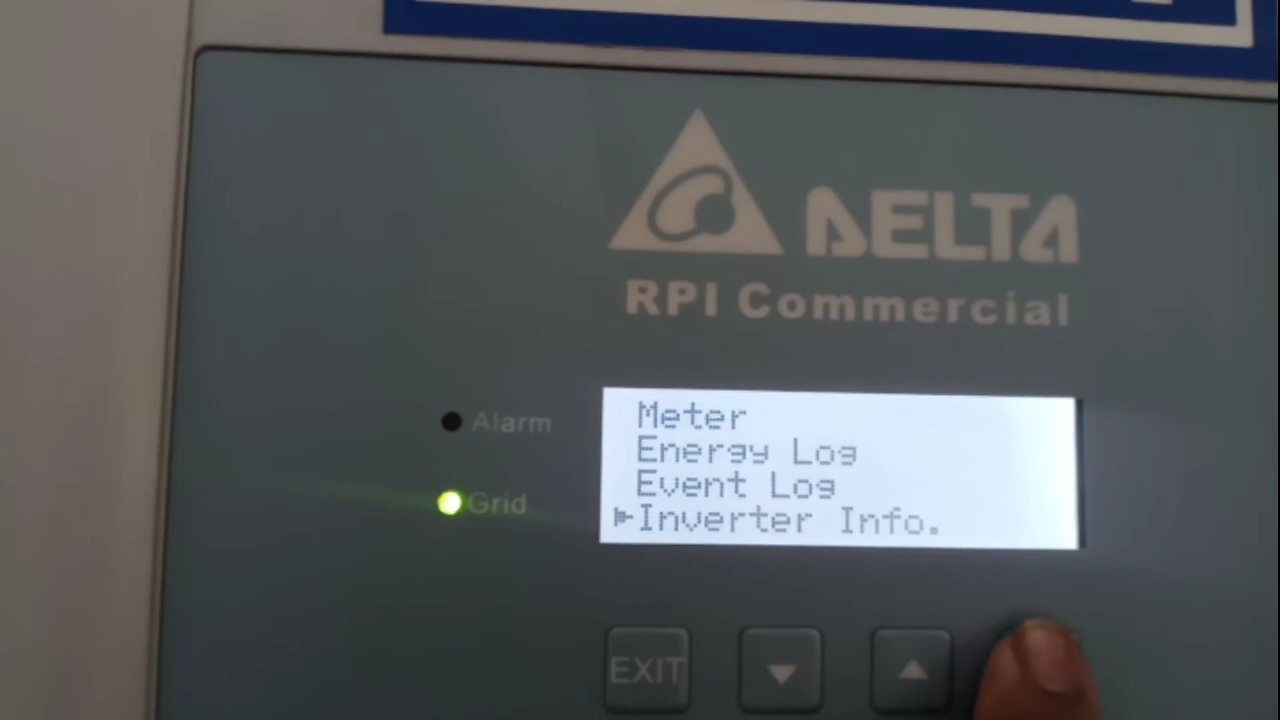 DELTA
RPI Commercial
Alarm
Grid
Meter
Energy Log
Event Log
Inverter Info.
EXIT